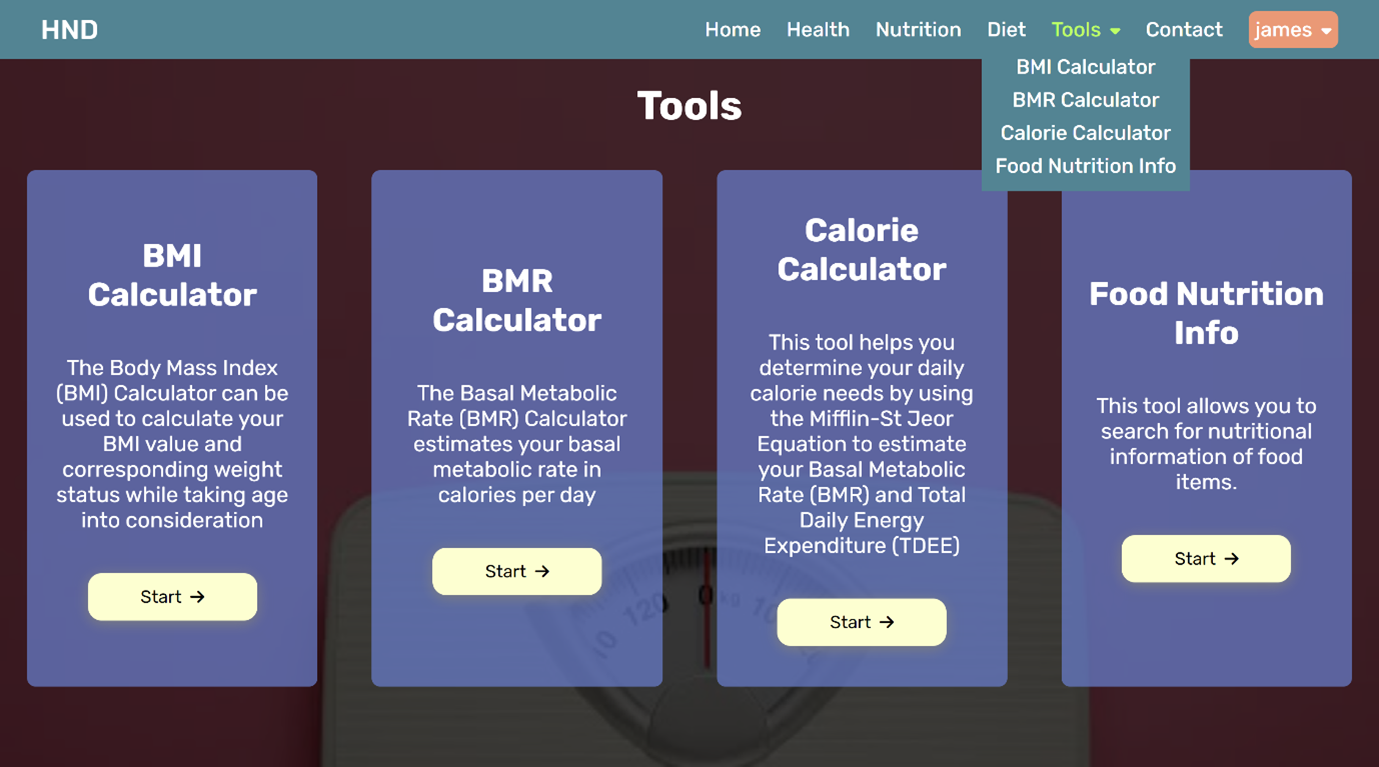 HND
Home Health Nutrition Diet Tools Contact james
BMI Calculator
BMR Calculator
Calorie Calculator
Food Nutrition Info
Tools
BMI
Calculator
The Body Mass Index
(BMI) Calculator can be
used to calculate your
BMI value and
corresponding weight
status while taking age
into consideration
Start →
BMR
Calculator
The Basal Metabolic
Rate (BMR) Calculator
estimates your basal
metabolic rate in
calories per day
Start →
Calorie
Calculator
This tool helps you
determine your daily
calorie needs by using
the Mifflin-St Jeor
Equation to estimate
your Basal Metabolic
Rate (BMR) and Total
Daily Energy
Expenditure (TDEE)
Start →
Food Nutrition
Info
This tool allows you to
search for nutritional
information of food
items.
Start →
120 0 kg